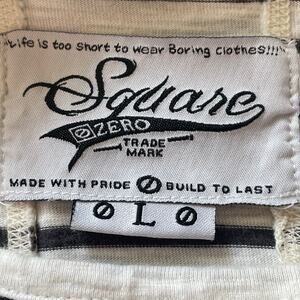 "Life is too short to wear Boring clothes!!!"
Square
ZERO
TRADE
MARK
MADE WITH PRIDE BUILD TO LAST
L